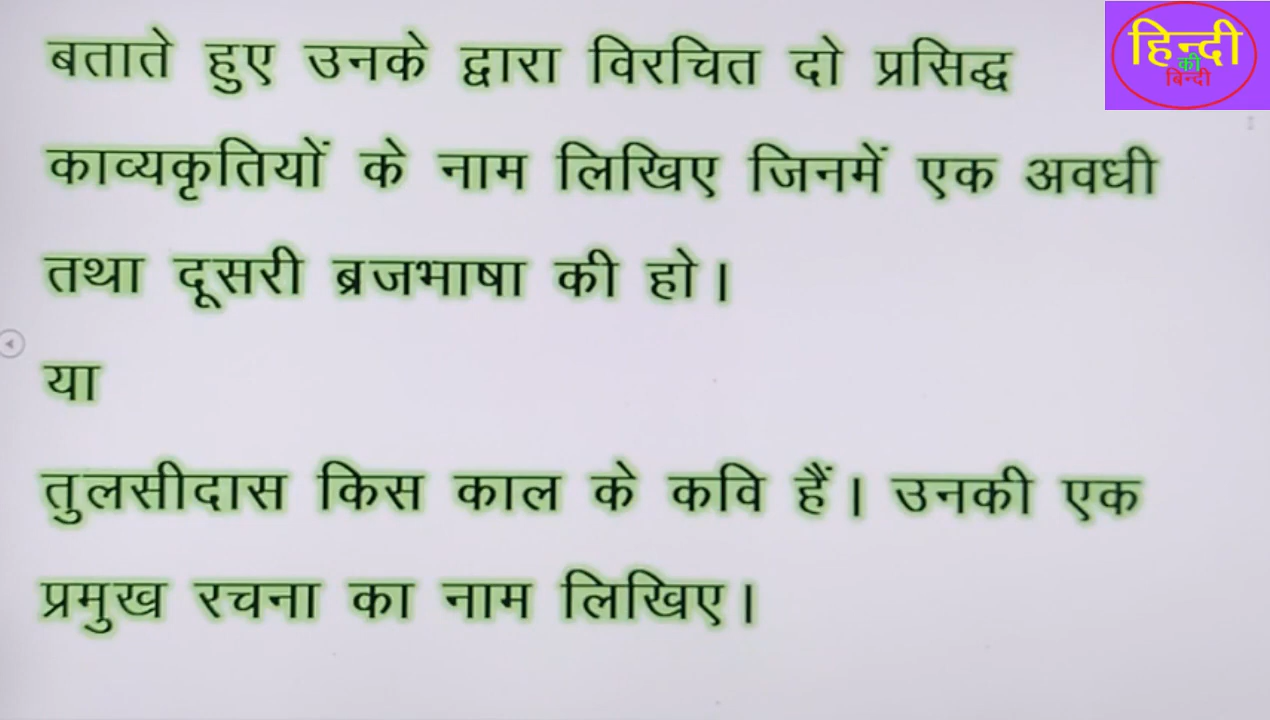 हिन्दी
की
बिन्दी
बताते हुए उनके द्वारा विरचित दो प्रसिद्ध
काव्यकृतियों के नाम लिखिए जिनमें एक अवधी
तथा दूसरी ब्रजभाषा की हो।
या
तुलसीदास किस काल के कवि हैं। उनकी एक
प्रमुख रचना का नाम लिखिए।